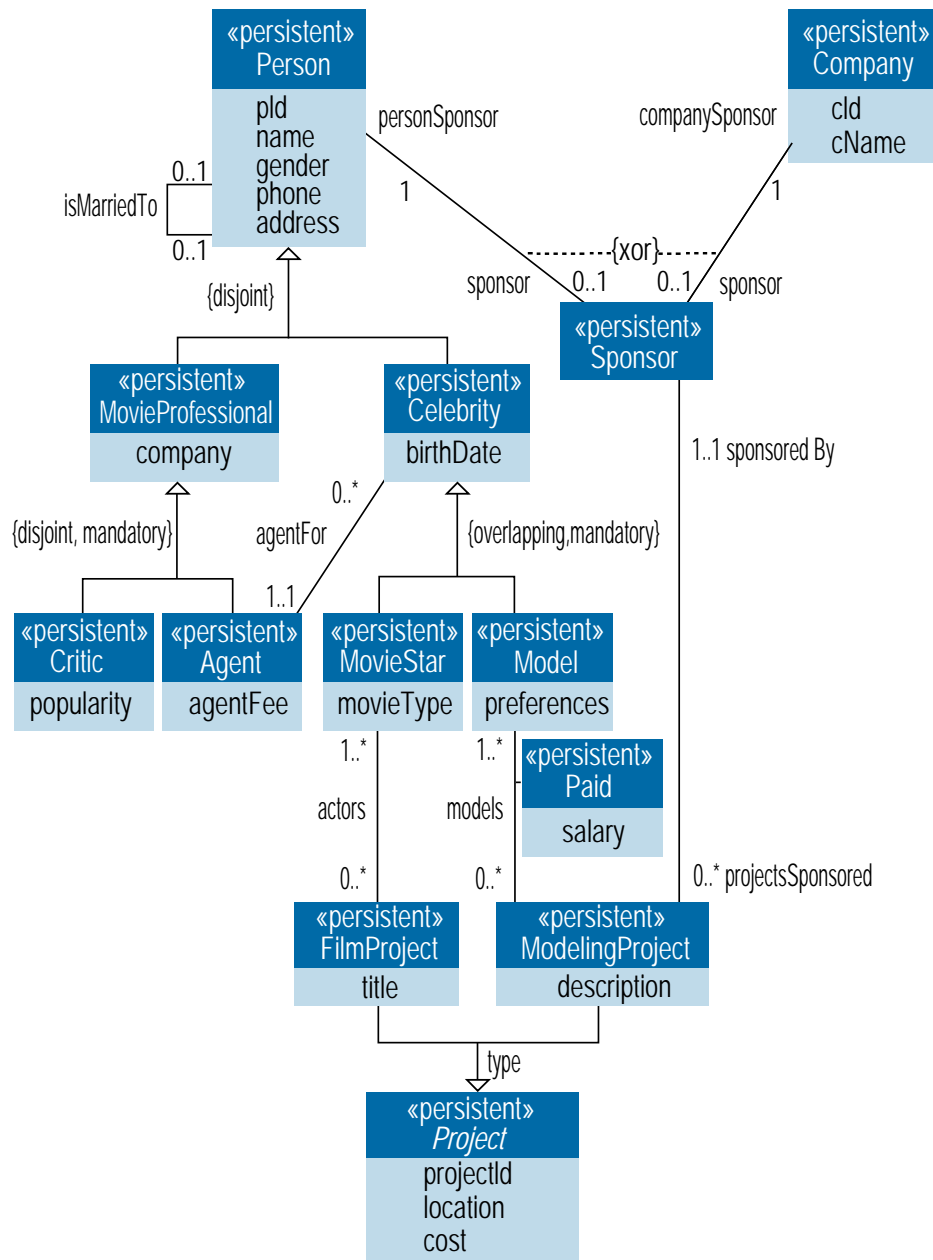 «persistent»
Person
pId
name
gender
phone
address
«persistent»
Company
cId
cName
personSponsor
companySponsor
1
1
0..1
isMarriedTo
0..1
{xor}
0..1
0..1
sponsor
sponsor
{disjoint}
«persistent»
Sponsor
«persistent»
MovieProfessional
company
«persistent»
Celebrity
birthDate
1..1 sponsored By
0..*
agentFor
1..1
{disjoint, mandatory}
{overlapping,mandatory}
«persistent»
Critic
popularity
«persistent»
Agent
agentFee
«persistent»
MovieStar
movieType
«persistent»
Model
preferences
1..*
1..*
«persistent»
Paid
salary
actors
models
0..*
0..*
0..* projectsSponsored
«persistent»
FilmProject
title
«persistent»
ModelingProject
description
type
«persistent»
Project
projectId
location
cost